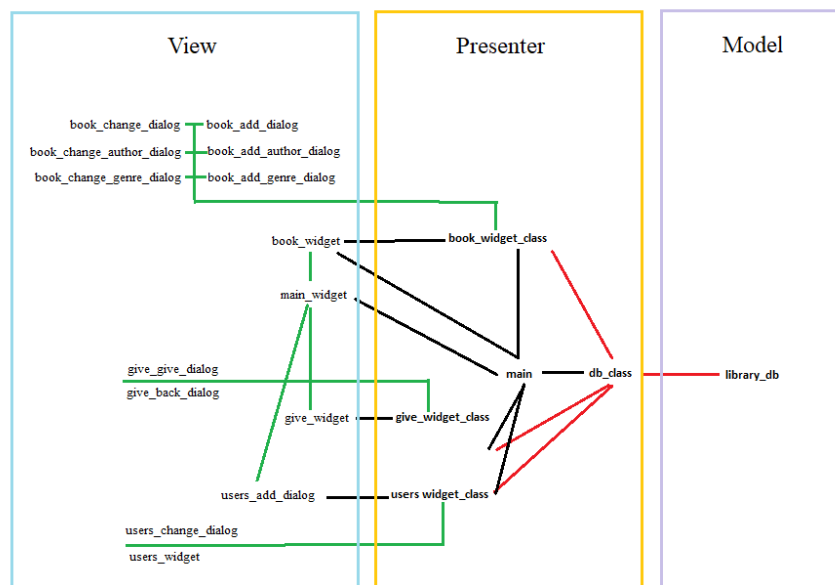 View
Presenter
Model
book_change_dialog
book_add_dialog
book_change_author_dialog
book_add_author_dialog
book_change_genre_dialog
book_add_genre_dialog
book_widget
book_widget_class
main_widget
give_give_dialog
main
db_class
library_db
give_back_dialog
give_widget
give_widget_class
users_add_dialog
users widget_class
users_change_dialog
users_widget